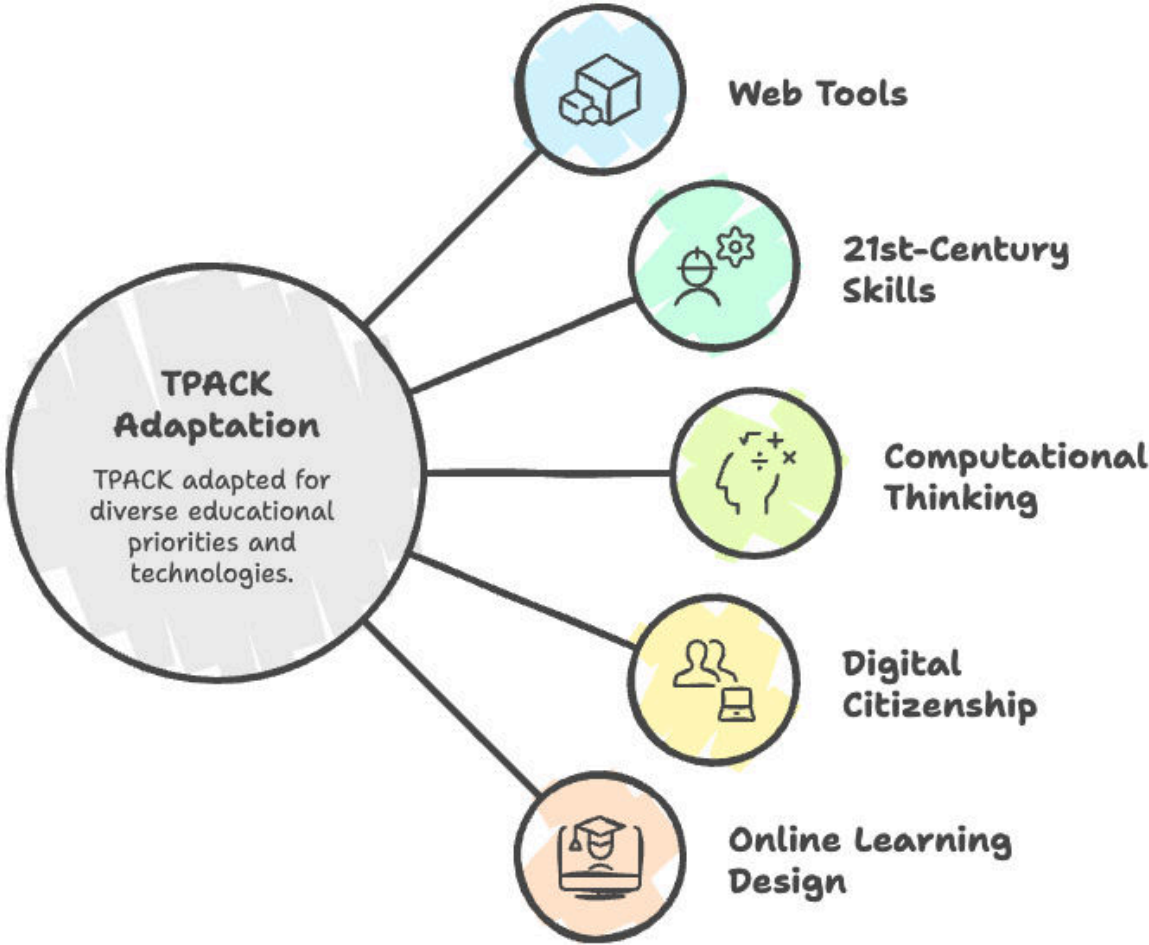 TPACK
Adaptation
TPACK adapted for
diverse educational
priorities and
technologies.
Web Tools
21st-Century
Skills
Computational
Thinking
Digital
Citizenship
Online Learning
Design